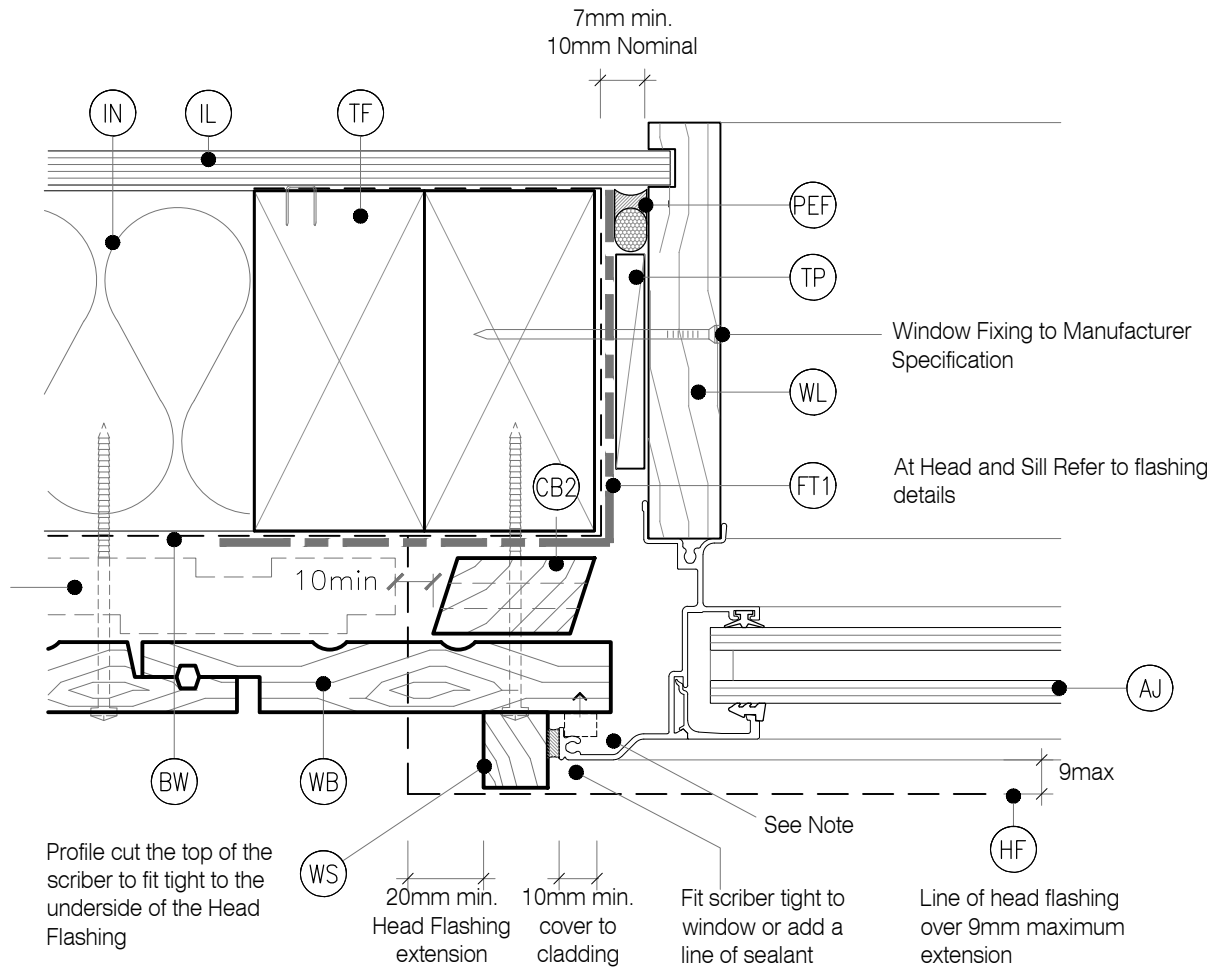 7mm min.
10mm Nominal
IN
IL
TF
PEF
TP
Window Fixing to Manufacturer
Specification
WL
At Head and Sill Refer to flashing
details
CB2
FT1
10min
AJ
BW
WB
9max
See Note
HF
WS
Profile cut the top of the
scriber to fit tight to the
underside of the Head
Flashing
20mm min.
Head Flashing
extension
10mm min.
cover to
cladding
Fit scriber tight to
window or add a
line of sealant
Line of head flashing
over 9mm maximum
extension